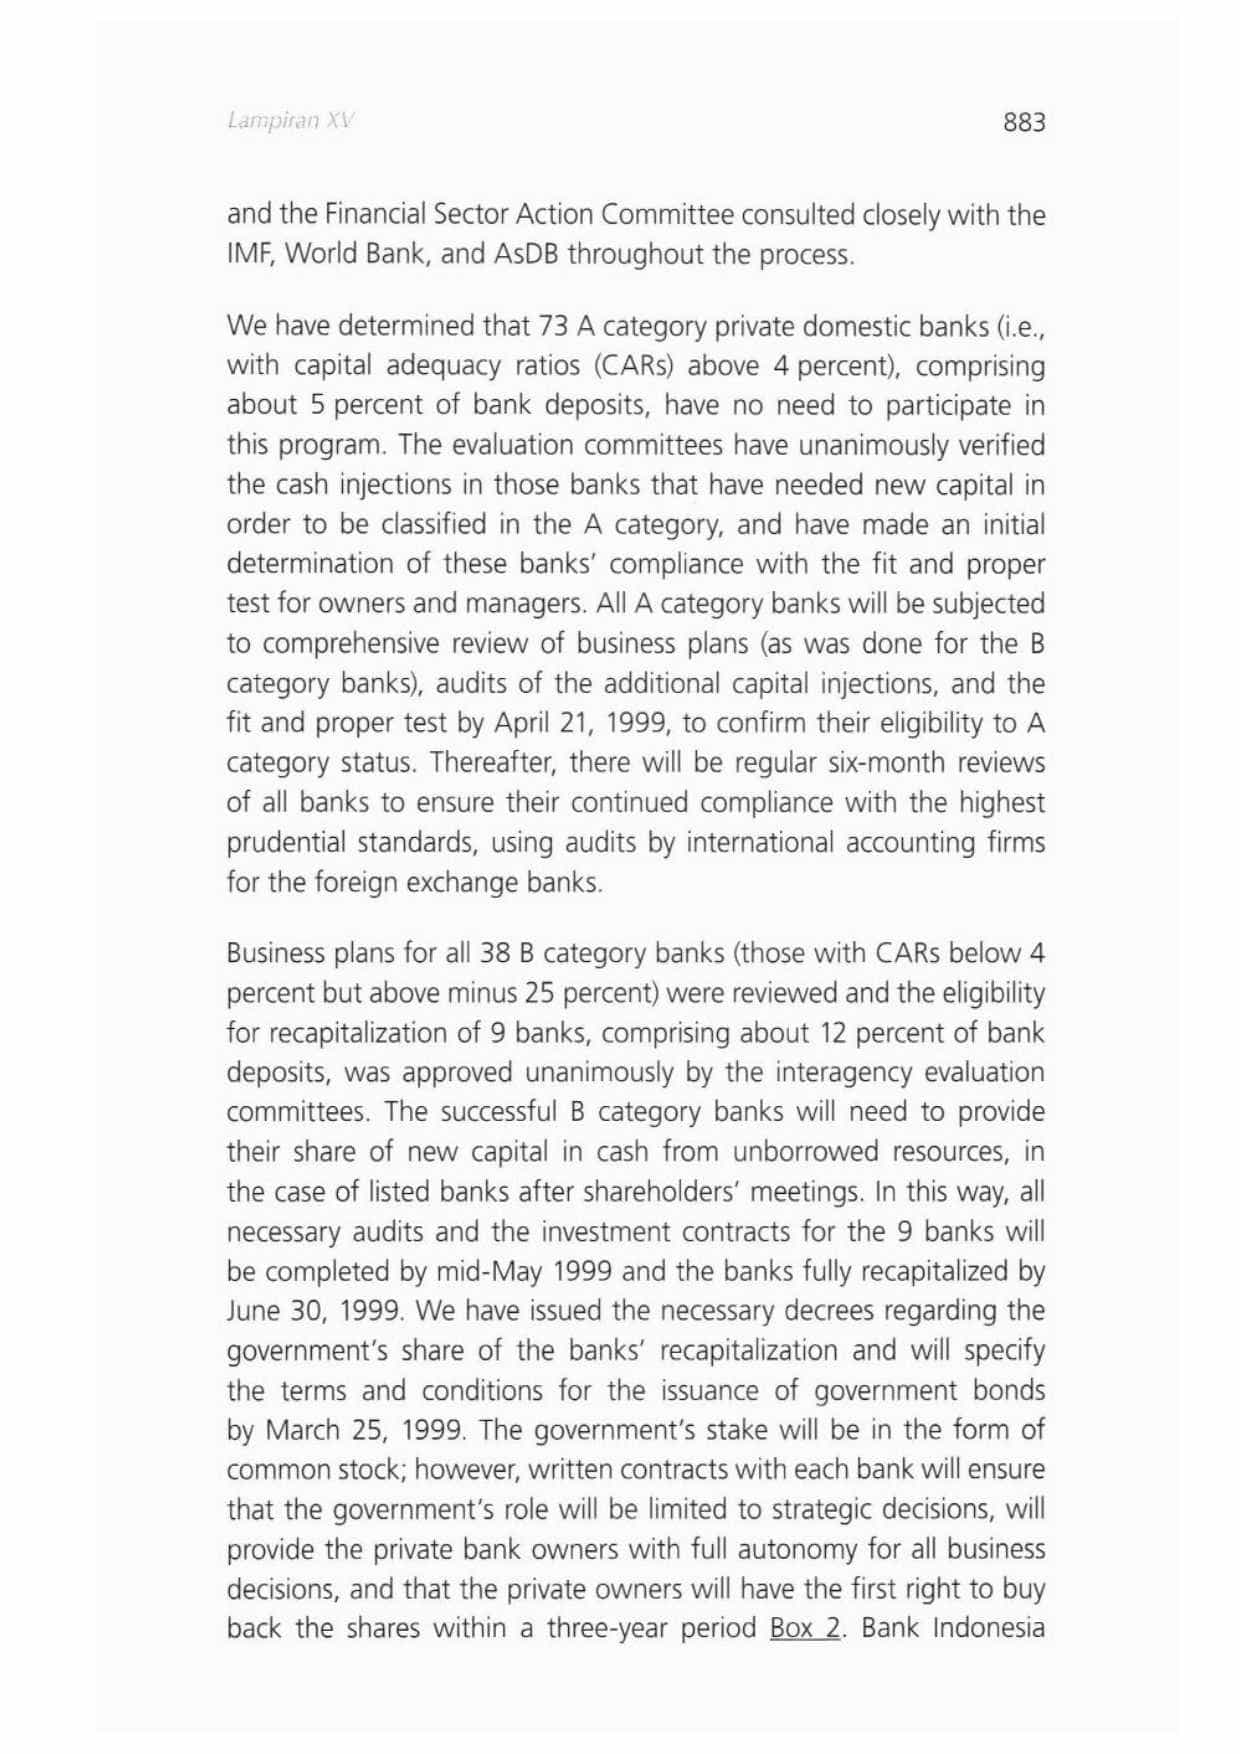 Lampiran XV
883
and the Financial Sector Action Committee consulted closely with the
IMF, World Bank, and AsDB throughout the process.
We have determined that 73 A category private domestic banks (i.e.,
with capital adequacy ratios (CARs) above 4 percent), comprising
about 5 percent of bank deposits, have no need to participate in
this program. The evaluation committees have unanimously verified
the cash injections in those banks that have needed new capital in
order to be classified in the A category, and have made an initial
determination of these banks' compliance with the fit and proper
test for owners and managers. All A category banks will be subjected
to comprehensive review of business plans (as was done for the B
category banks), audits of the additional capital injections, and the
fit and proper test by April 21, 1999, to confirm their eligibility to A
category status. Thereafter, there will be regular six-month reviews
of all banks to ensure their continued compliance with the highest
prudential standards, using audits by international accounting firms
for the foreign exchange banks.
Business plans for all 38 B category banks (those with CARs below 4
percent but above minus 25 percent) were reviewed and the eligibility
for recapitalization of 9 banks, comprising about 12 percent of bank
deposits, was approved unanimously by the interagency evaluation
committees. The successful B category banks will need to provide
their share of new capital in cash from unborrowed resources, in
the case of listed banks after shareholders' meetings. In this way, all
necessary audits and the investment contracts for the 9 banks will
be completed by mid-May 1999 and the banks fully recapitalized by
June 30, 1999. We have issued the necessary decrees regarding the
government's share of the banks' recapitalization and will specify
the terms and conditions for the issuance of government bonds
by March 25, 1999. The government's stake will be in the form of
common stock; however, written contracts with each bank will ensure
that the government's role will be limited to strategic decisions, will
provide the private bank owners with full autonomy for all business
decisions, and that the private owners will have the first right to buy
back the shares within a three-year period Box 2. Bank Indonesia